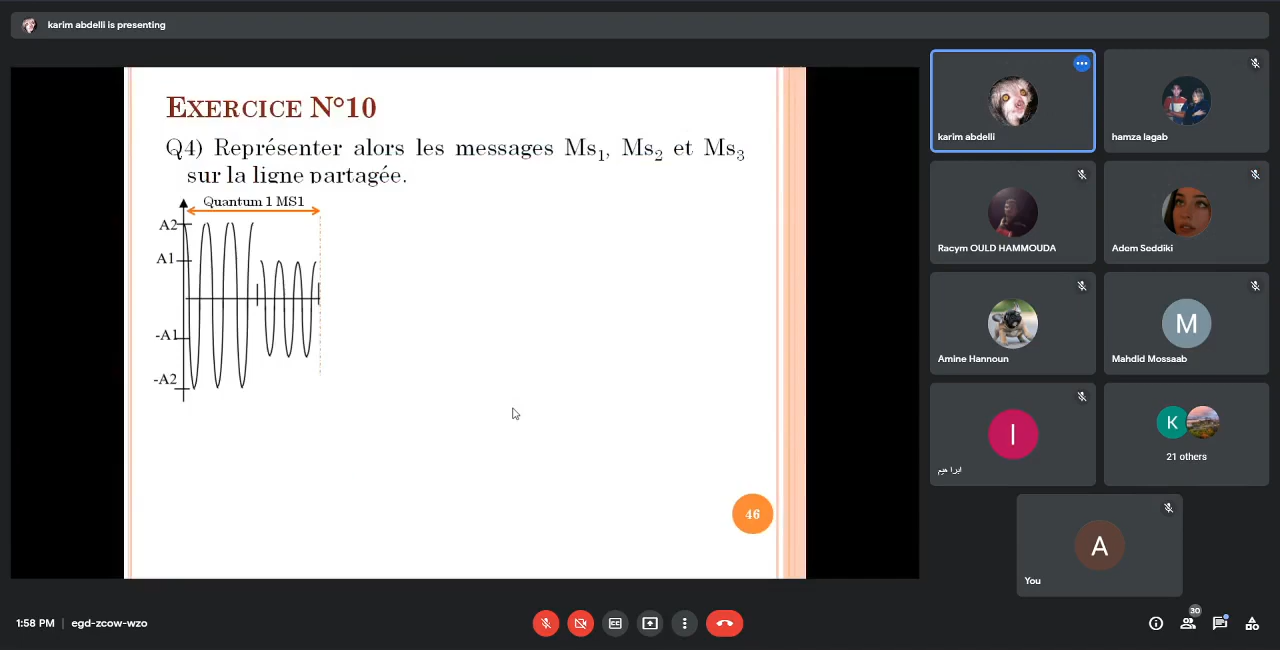 karim abdelli is presenting
EXERCICE N°10
Q4) Représenter alors les messages Ms1, Ms2 et Ms3
sur la ligne partagée.
Quantum 1 MS1
A2
A1
-A1
-A2
46
karim abdelli
hamza lagab
Racym OULD HAMMOUDA
Adem Seddiki
Amine Hannoun
M
Mahdid Mossaab
I
ابراهيم
K
21 others
A
You
1:58 PM | egd-zcow-wzo
30